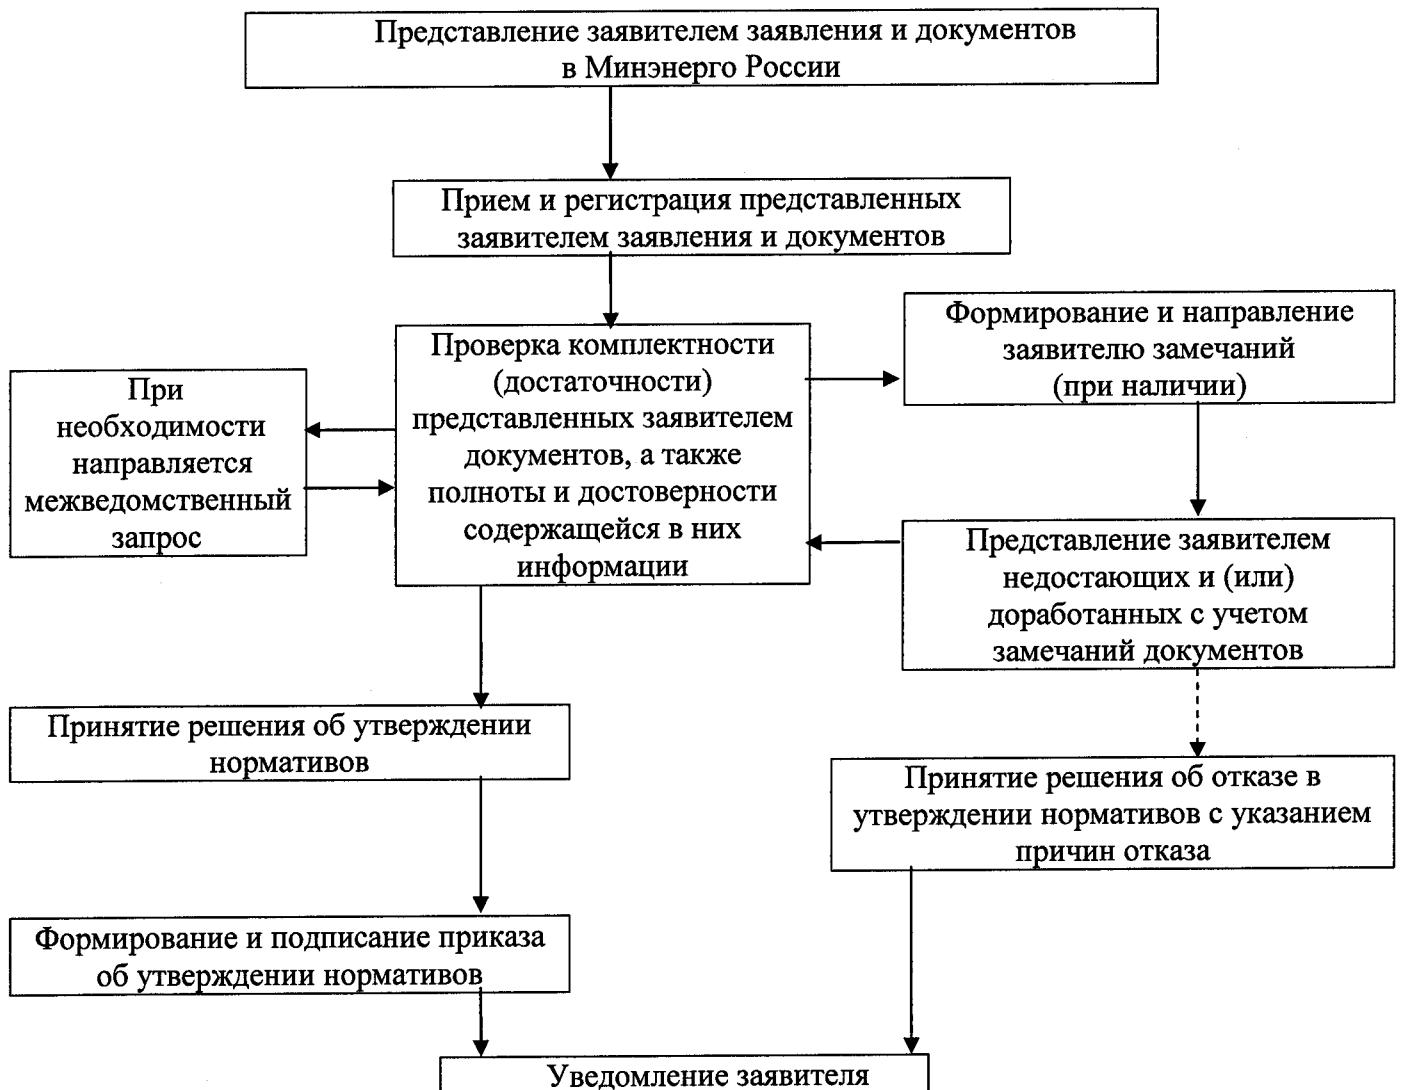 Представление заявителем заявления и документов
в Минэнерго России
Прием и регистрация представленных
заявителем заявления и документов
Формирование и направление
заявителю замечаний
(при наличии)
Проверка комплектности
(достаточности)
представленных заявителем
документов, а также
полноты и достоверности
содержащейся в них
информации
При
необходимости
направляется
межведомственный
запрос
Представление заявителем
недостающих и (или)
доработанных с учетом
замечаний документов
Принятие решения об утверждении
нормативов
Принятие решения об отказе в
утверждении нормативов с указанием
причин отказа
Формирование и подписание приказа
об утверждении нормативов
Уведомление заявителя